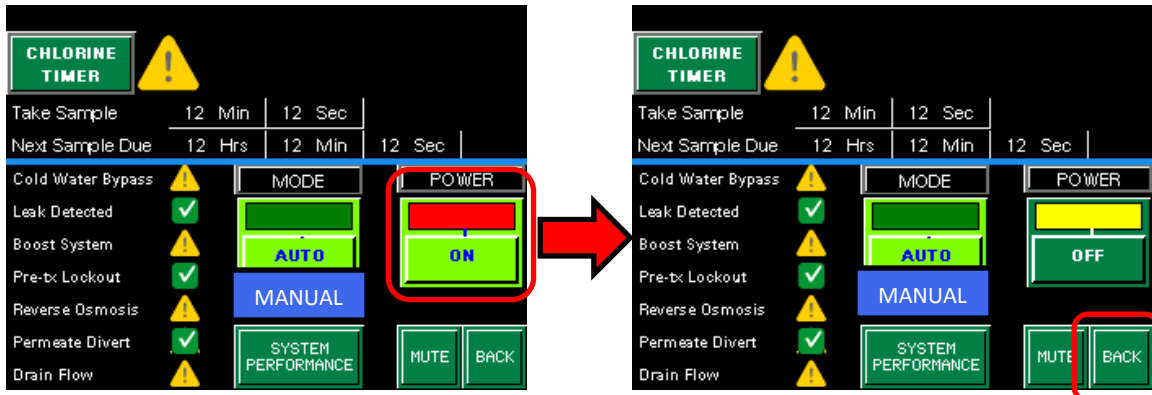 CHLORINE
TIMER
Take Sample 12 Min 12 Sec
Next Sample Due 12 Hrs 12 Min 12 Sec
Cold Water Bypass
MODE
POWER
Leak Detected
Boost System
AUTO
ON
Pre-tx Lockout
MANUAL
Reverse Osmosis
Permeate Divert
SYSTEM
PERFORMANCE
MUTE
BACK
Drain Flow
CHLORINE
TIMER
Take Sample 12 Min 12 Sec
Next Sample Due 12 Hrs 12 Min 12 Sec
Cold Water Bypass
MODE
POWER
Leak Detected
Boost System
AUTO
OFF
Pre-tx Lockout
MANUAL
Reverse Osmosis
Permeate Divert
SYSTEM
PERFORMANCE
MUTE
BACK
Drain Flow